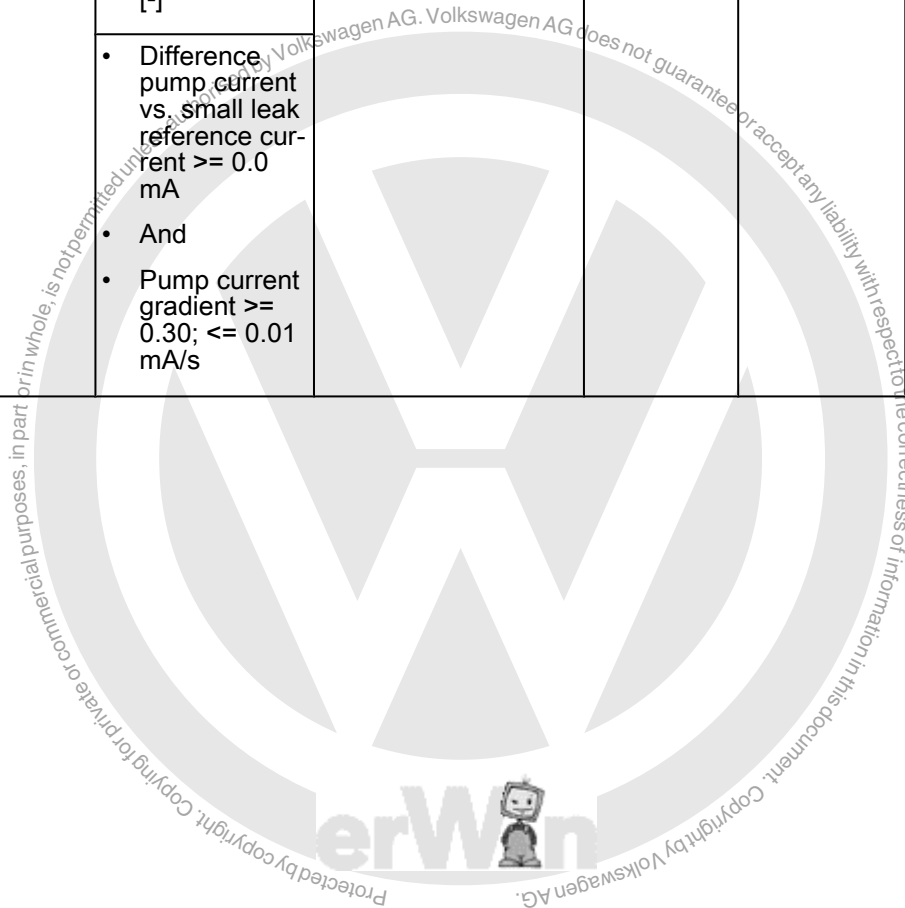 [-]
• Difference
pump current
vs. small leak
reference cur-
rent >= 0.0
mA
• And
• Pump current
gradient >=
0.30; <= 0.01
mA/s
Protected by copyright. Copying for private or commercial purposes, in part or in whole, is not permitted unless authorised by Volkswagen AG. Volkswagen AG does not guarantee or accept any liability with respect to the correctness of information in this document. Copyright by Volkswagen AG.
erWin